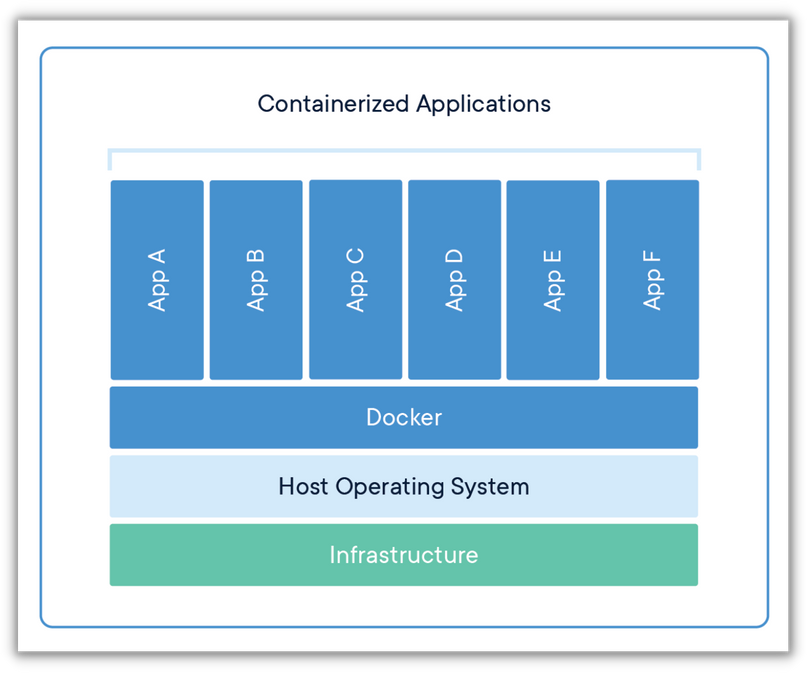 Containerized Applications
App A
App B
App C
App D
App E
App F
Docker
Host Operating System
Infrastructure